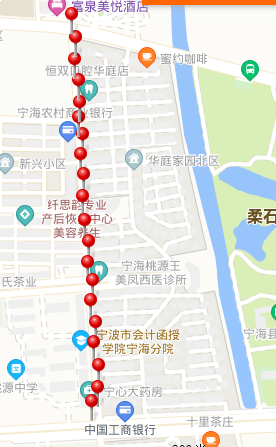 富泉美悦酒店
区
蜜约咖啡
恒双口腔华庭店
宁海农村商业银行
新兴小区
华庭家园北区
纤思韵专业
产后恢复中心
美容养生
柔石
宁海桃源王
美凤西医诊所
氏茶业
宁波市会计函授
学院宁海分院
宁海县
源中学
宁心大药房
十里茶庄
中国工商银行